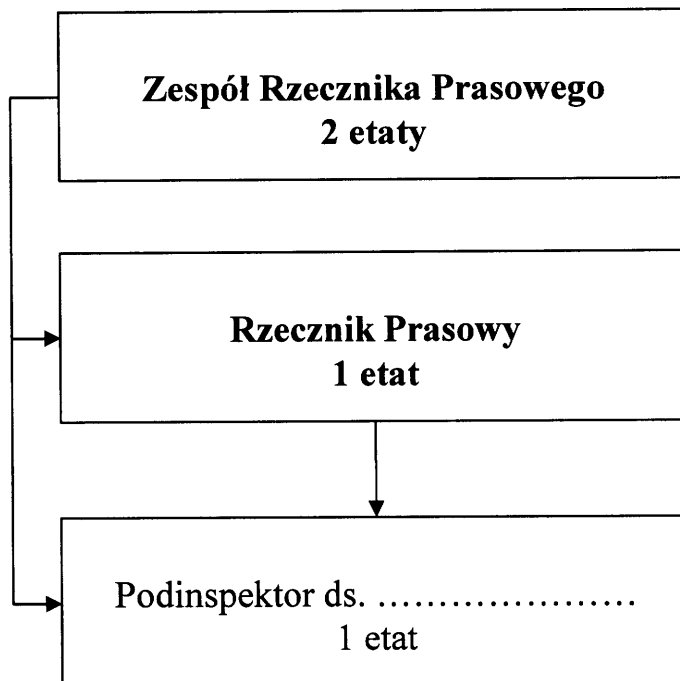 Zespół Rzecznika Prasowego
2 etaty
Rzecznik Prasowy
1 etat
Podinspektor ds. ......................
1 etat